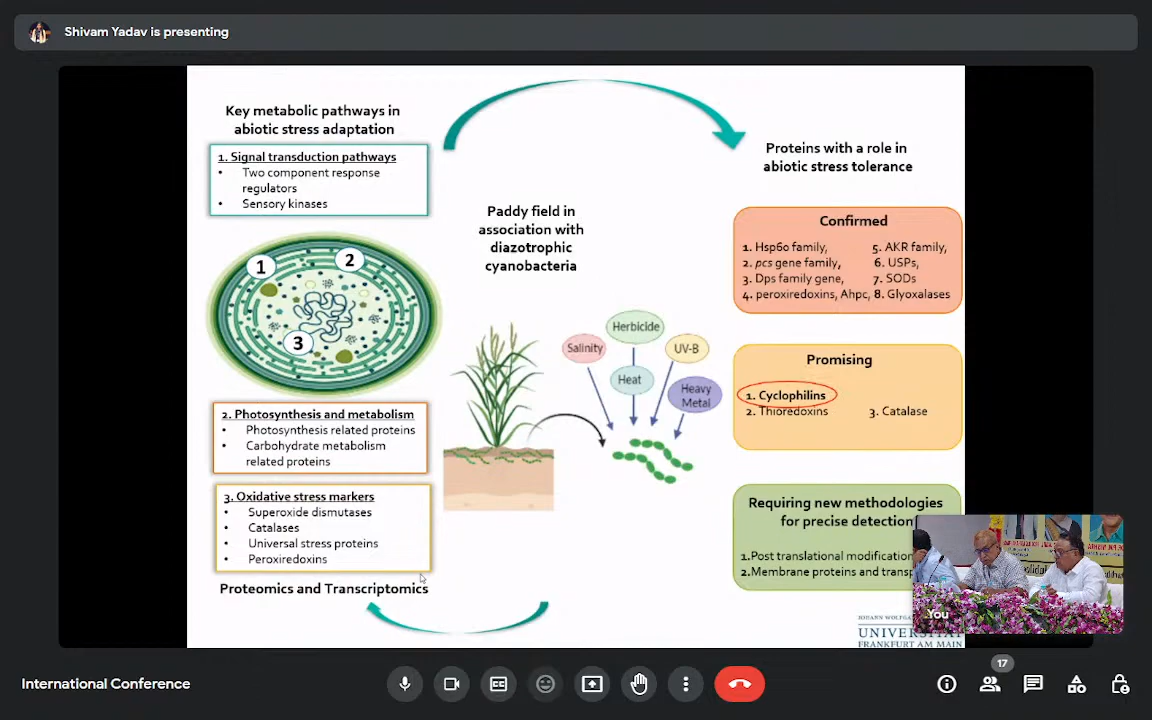 Shivam Yadav is presenting
Key metabolic pathways in
abiotic stress adaptation
1. Signal transduction pathways
• Two component response
regulators
• Sensory kinases
1
2
3
2. Photosynthesis and metabolism
• Photosynthesis related proteins
• Carbohydrate metabolism
related proteins
3. Oxidative stress markers
• Superoxide dismutases
• Catalases
• Universal stress proteins
• Peroxiredoxins
Proteomics and Transcriptomics
Paddy field in
association with
diazotrophic
cyanobacteria
Salinity
Herbicide
UV-B
Heat
Heavy
Metal
Proteins with a role in
abiotic stress tolerance
Confirmed
1. Hsp60 family, 5. AKR family,
2. pcs gene family, 6. USPs,
3. Dps family gene, 7. SODs
4. peroxiredoxins, Ahpc, 8. Glyoxalases
Promising
1. Cyclophilins
2. Thioredoxins 3. Catalase
Requiring new methodologies
for precise detection
1.Post translational modification
2.Membrane proteins and
You
UNIVERSITÄT
FRANKFURT AM MAIN
International Conference
17